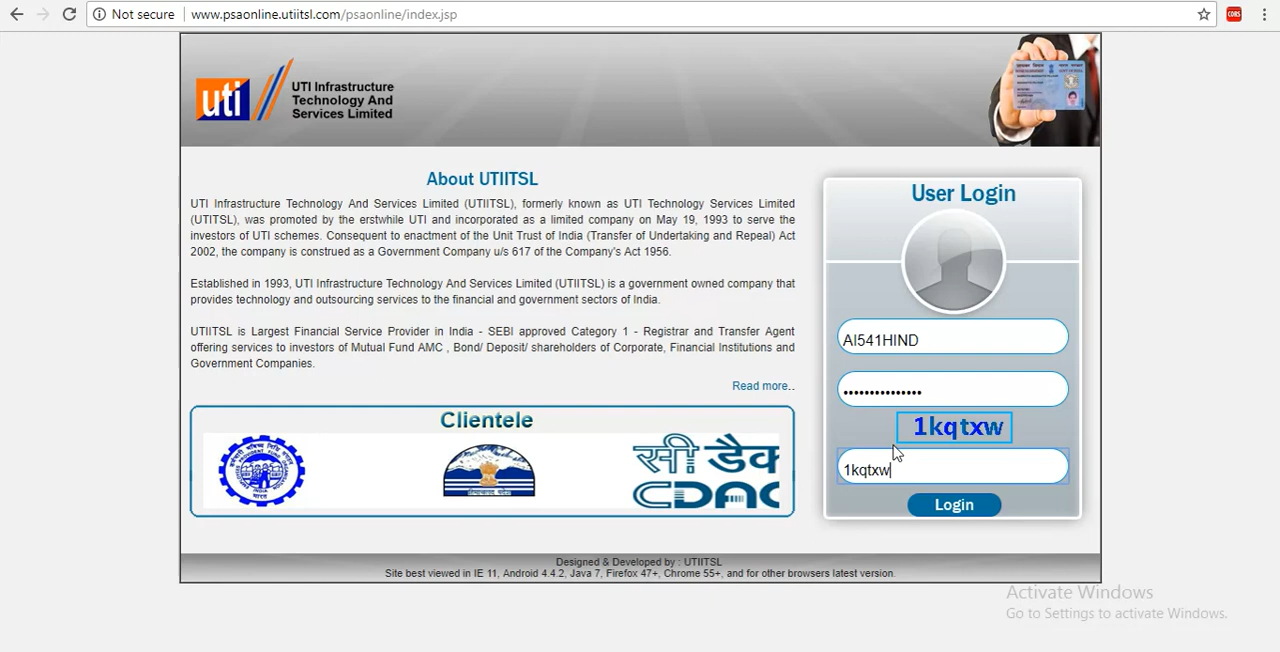 Not secure | www.psaonline.utiitsl.com/psaonline/index.jsp
CORS
uti
UTI Infrastructure
Technology And
Services Limited
About UTIITSL
UTI Infrastructure Technology And Services Limited (UTIITSL), formerly known as UTI Technology Services Limited
(UTITSL), was promoted by the erstwhile UTI and incorporated as a limited company on May 19, 1993 to serve the
investors of UTI schemes. Consequent to enactment of the Unit Trust of India (Transfer of Undertaking and Repeal) Act
2002, the company is construed as a Government Company u/s 617 of the Company's Act 1956.
Established in 1993, UTI Infrastructure Technology And Services Limited (UTIITSL) is a government owned company that
provides technology and outsourcing services to the financial and government sectors of India.
UTIITSL is Largest Financial Service Provider in India - SEBI approved Category 1 - Registrar and Transfer Agent
offering services to investors of Mutual Fund AMC , Bond/ Deposit/ shareholders of Corporate, Financial Institutions and
Government Companies.
Read more..
Clientele
सी डैक
CDAC
User Login
AI541HIND
•••••••••••••••
1kqtxw
1kqtxw
Login
Designed & Developed by : UTIITSL
Site best viewed in IE 11, Android 4.4.2, Java 7, Firefox 47+, Chrome 55+, and for other browsers latest version.
Activate Windows
Go to Settings to activate Windows.